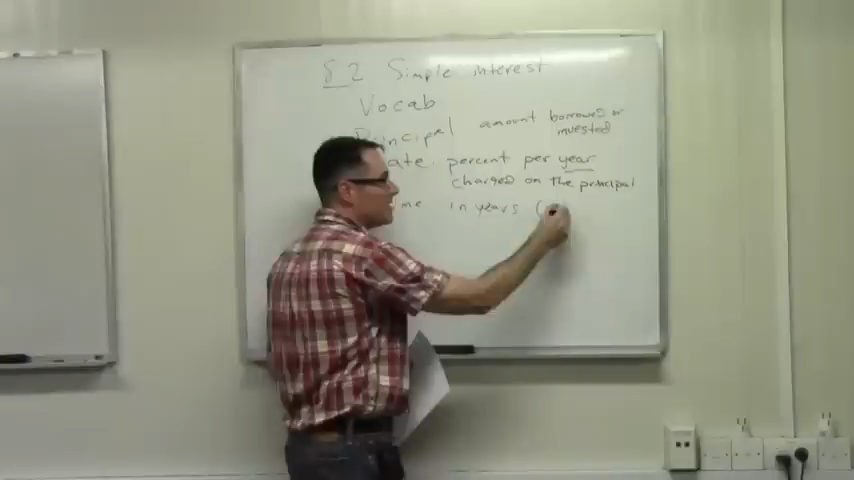 § 2 Simple interest
Vocab
Principal amount borrowed or
invested
ate: percent per year
charged on the principal
me in years (